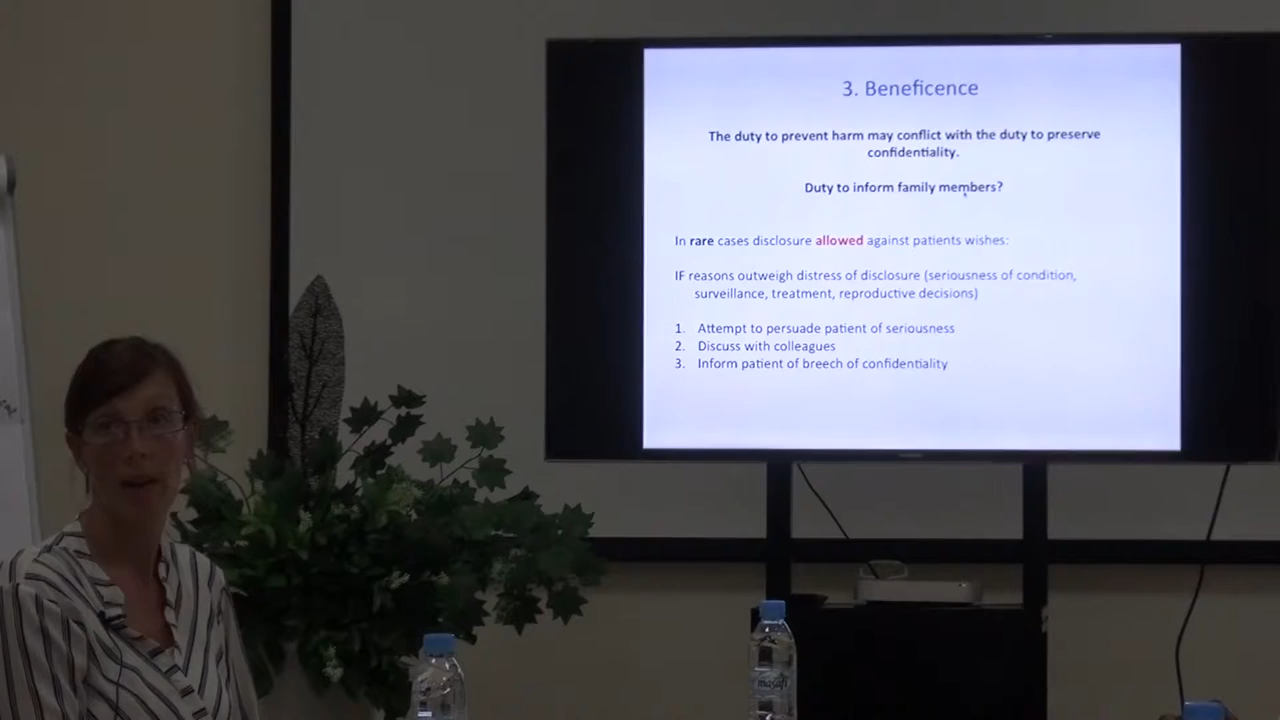 3. Beneficence
The duty to prevent harm may conflict with the duty to preserve
confidentiality.
Duty to inform family members?
In rare cases disclosure allowed against patients wishes:
IF reasons outweigh distress of disclosure (seriousness of condition,
surveillance, treatment, reproductive decisions)
1. Attempt to persuade patient of seriousness
2. Discuss with colleagues
3. Inform patient of breech of confidentiality
masafi